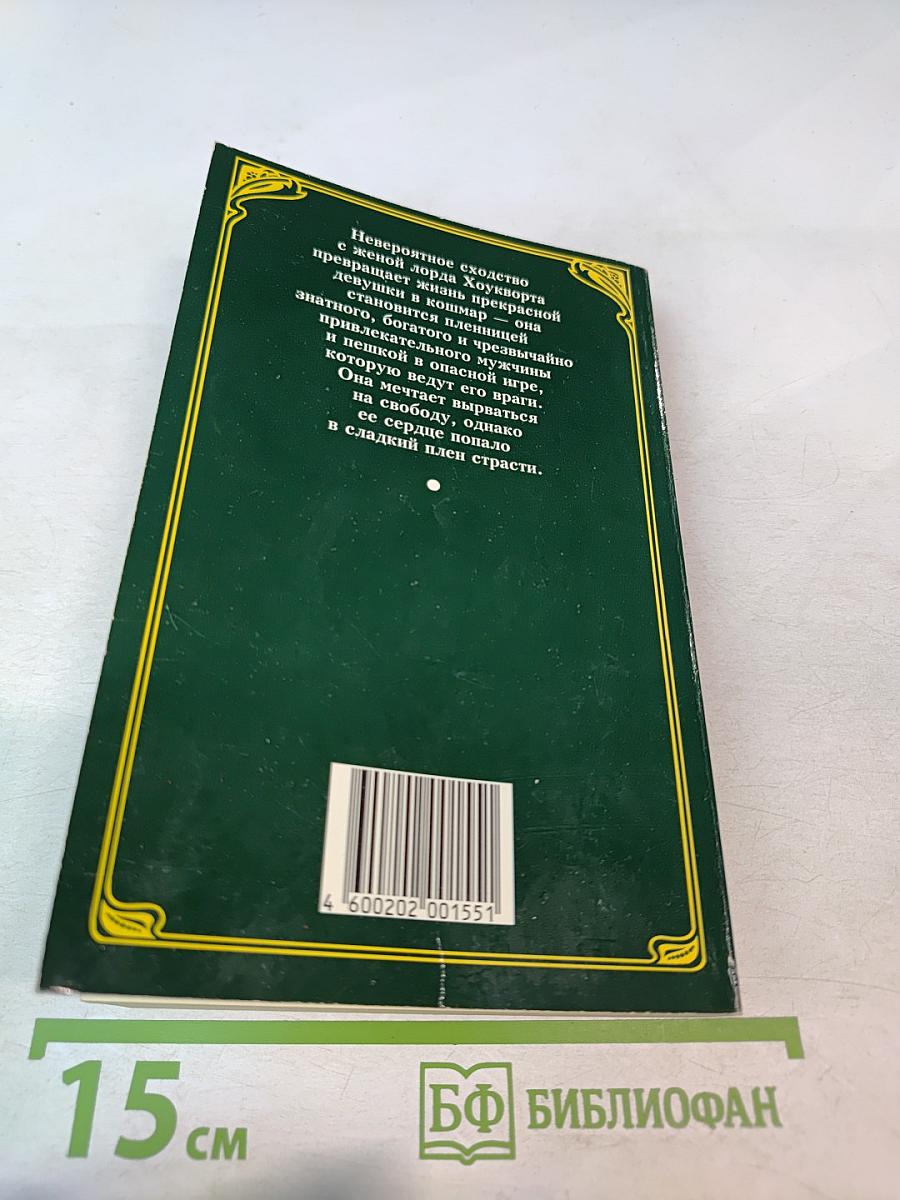 Невероятное сходство
с женой лорда Хоукворта
превращает жизнь прекрасной
девушки в кошмар — она
становится пленницей
знатного, богатого и чрезвычайно
привлекательного мужчины
и пешкой в опасной игре,
которую ведут его враги.
Она мечтает вырваться
на свободу, однако
ее сердце попало
в сладкий плен страсти.
4 600202 001551
15 см
БФ БИБЛИОФАН